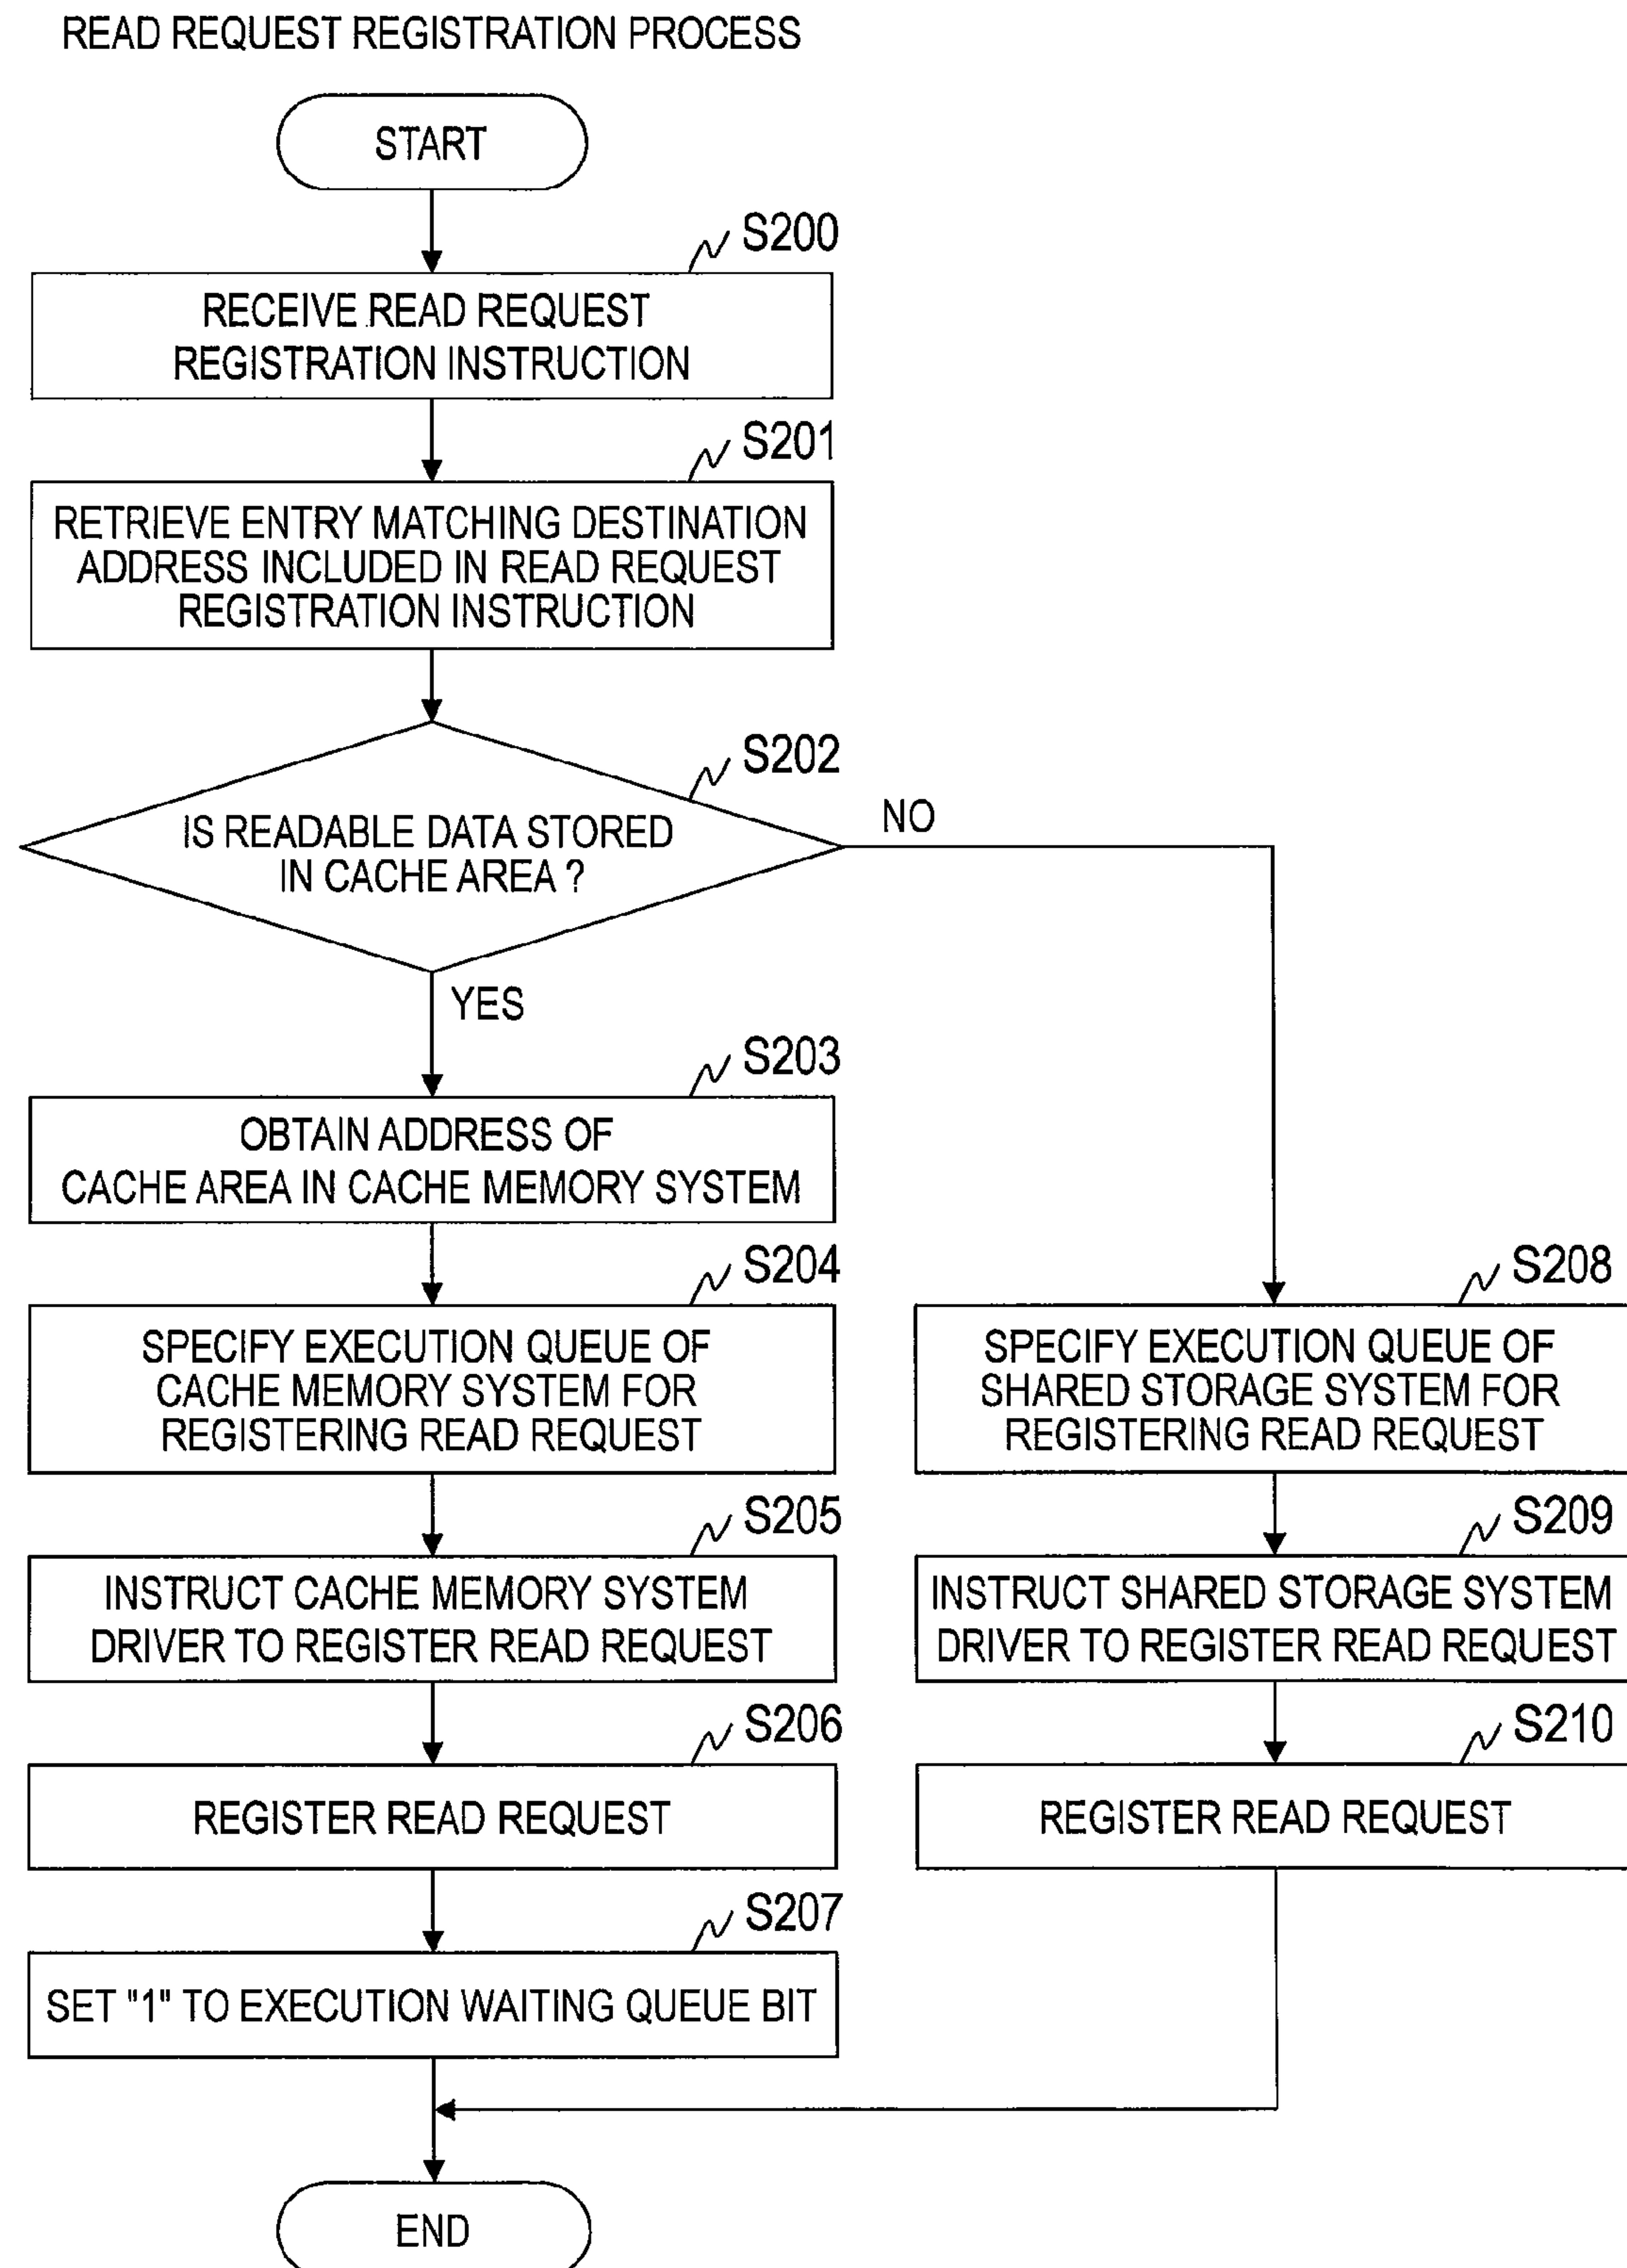 READ REQUEST REGISTRATION PROCESS
START
S200
RECEIVE READ REQUEST
REGISTRATION INSTRUCTION
S201
RETRIEVE ENTRY MATCHING DESTINATION
ADDRESS INCLUDED IN READ REQUEST
REGISTRATION INSTRUCTION
S202
IS READABLE DATA STORED
IN CACHE AREA ?
NO
YES
S203
OBTAIN ADDRESS OF
CACHE AREA IN CACHE MEMORY SYSTEM
S204
SPECIFY EXECUTION QUEUE OF
CACHE MEMORY SYSTEM FOR
REGISTERING READ REQUEST
S205
INSTRUCT CACHE MEMORY SYSTEM
DRIVER TO REGISTER READ REQUEST
S206
REGISTER READ REQUEST
S207
SET "1" TO EXECUTION WAITING QUEUE BIT
S208
SPECIFY EXECUTION QUEUE OF
SHARED STORAGE SYSTEM FOR
REGISTERING READ REQUEST
S209
INSTRUCT SHARED STORAGE SYSTEM
DRIVER TO REGISTER READ REQUEST
S210
REGISTER READ REQUEST
END